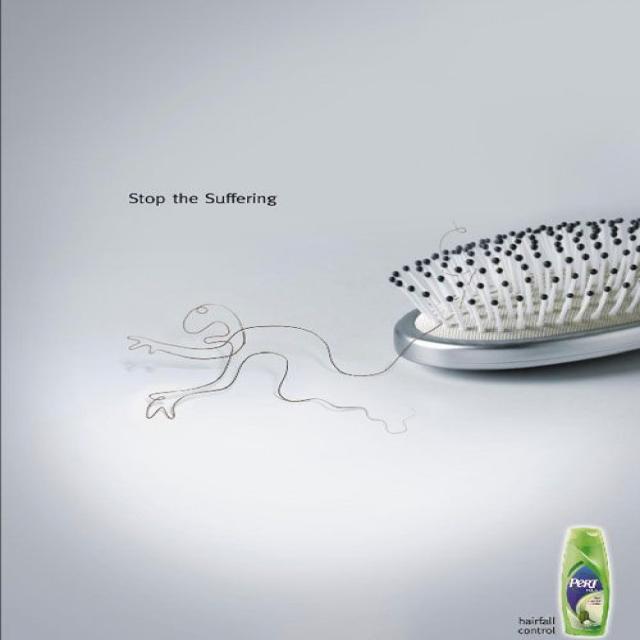 Stop the Suffering
Pert
hairfall
control